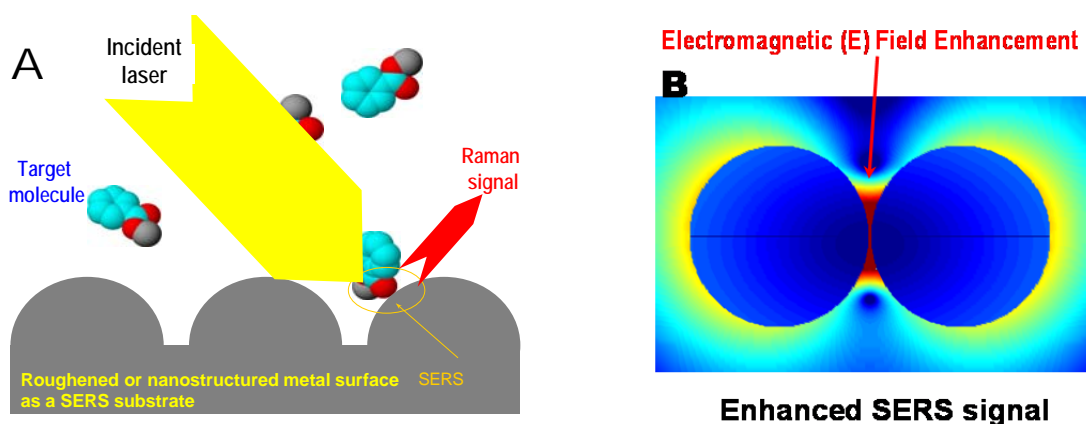 A
Incident
laser
Target
molecule
Raman
signal
Roughened or nanostructured metal surface
as a SERS substrate
SERS
Electromagnetic (E) Field Enhancement
B
Enhanced SERS signal